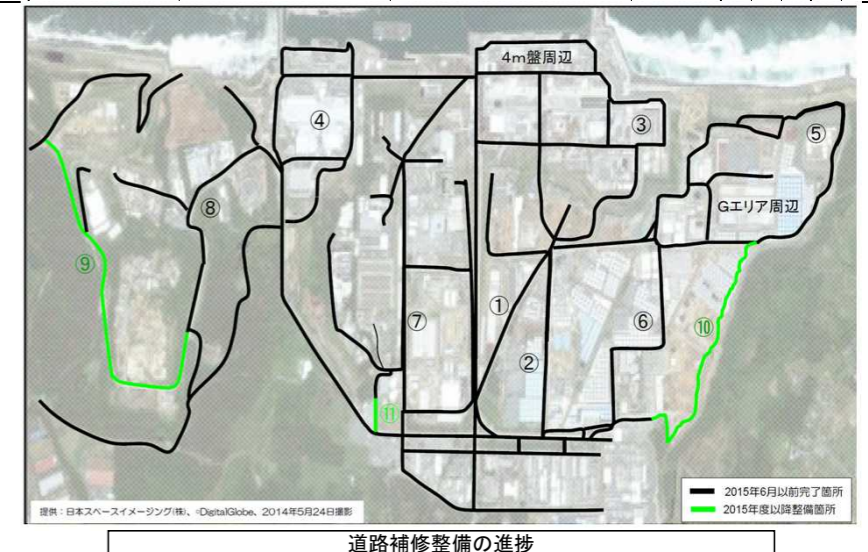 4m盤周辺
④
③
⑤
⑧
Gエリア周辺
⑨
①
⑦
⑥
⑩
②
⑪
2015年6月以前完了箇所
2015年度以降整備箇所
提供:日本スペースイメージング(株)、©DigitalGlobe、2014年5月24日撮影
道路補修整備の進捗